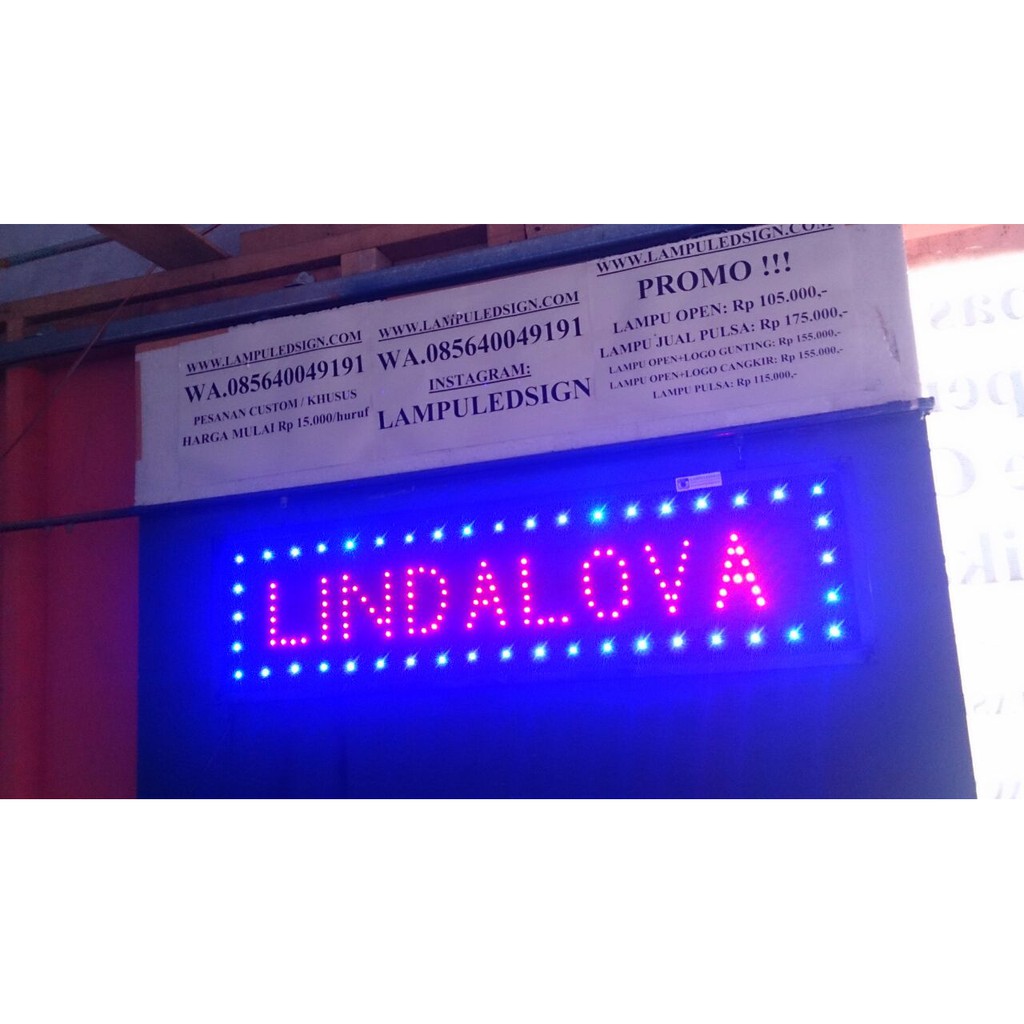 WWW.LAMPULEDSIGN.COM
WA.085640049191
PESANAN CUSTOM / KHUSUS
HARGA MULAI Rp 15.000/huruf
WWW.LAMPULEDSIGN.COM
WA.085640049191
INSTAGRAM:
LAMPULEDSIGN
WWW.LAMPULEDSIGN.COM
PROMO !!!
LAMPU OPEN: Rp 105.000,-
LAMPU JUAL PULSA: Rp 175.000,-
LAMPU OPEN+LOGO GUNTING: Rp 155.000,-
LAMPU OPEN+LOGO CANGKIR: Rp 155.000,-
LAMPU PULSA: Rp 115.000,-
LINDALOVA